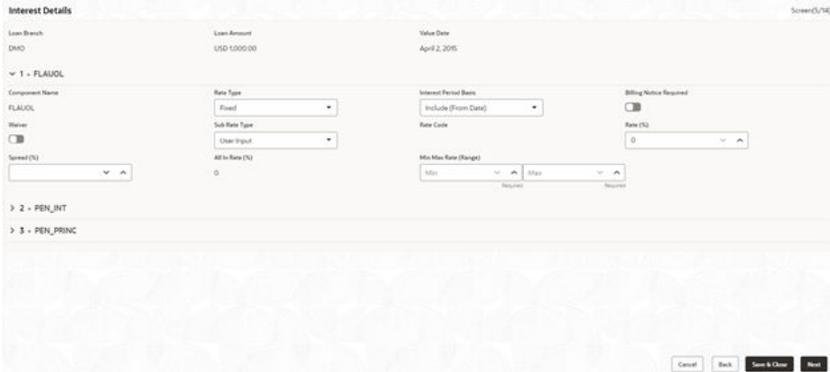 Interest Details
Screen(5/14)
Loan Branch Loan Amount Value Date
DMO USD 1,000.00 April 2, 2015
1 - FLAUOL
Component Name Rate Type Interest Period Basis Billing Notice Required
FLAUOL Fixed Include (From Date)
Waiver Sub Rate Type Rate Code Rate (%)
User Input 0
Spread (%) All In Rate (%) Min Max Rate (Range)
0 Min Max
Required Required
2 - PEN_INT
3 - PEN_PRINC
Cancel Back Save & Close Next